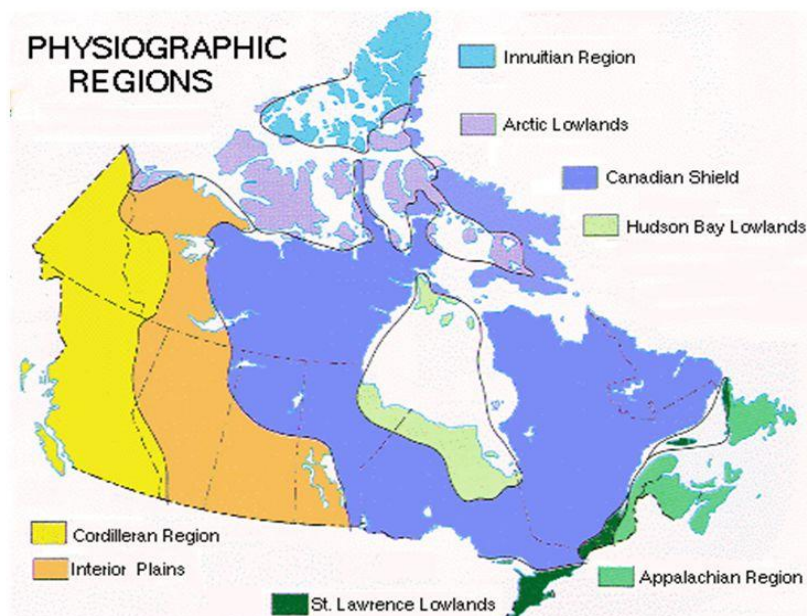 PHYSIOGRAPHIC
REGIONS
Innuitian Region
Arctic Lowlands
Canadian Shield
Hudson Bay Lowlands
Cordilleran Region
Interior Plains
St. Lawrence Lowlands
Appalachian Region